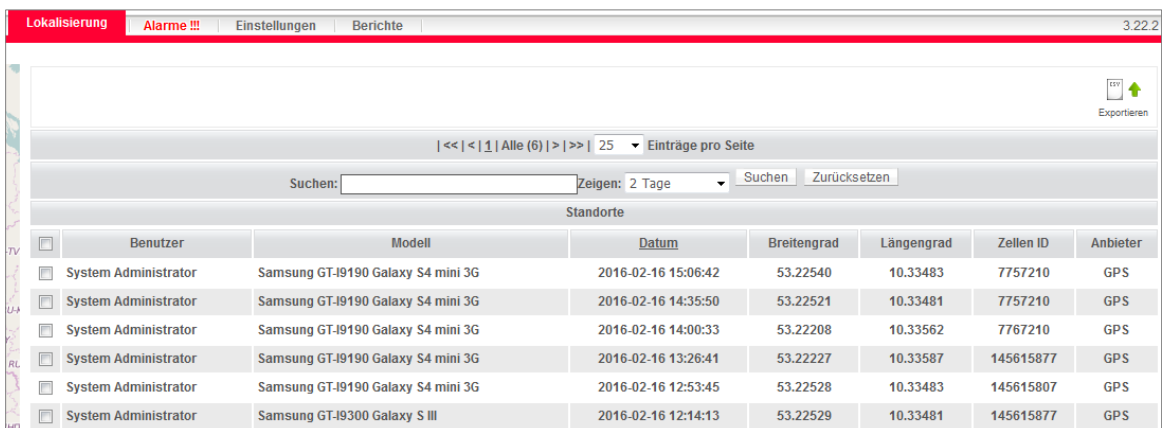 Lokalisierung Alarme !!! Einstellungen Berichte 3.22.2
CSV
Exportieren
| << | < | 1 | Alle (6) | > | >> | 25 Einträge pro Seite
Suchen: Zeigen: 2 Tage Suchen Zurücksetzen
Standorte
Benutzer Modell Datum Breitengrad Längengrad Zellen ID Anbieter
System Administrator Samsung GT-I9190 Galaxy S4 mini 3G 2016-02-16 15:06:42 53.22540 10.33483 7757210 GPS
System Administrator Samsung GT-I9190 Galaxy S4 mini 3G 2016-02-16 14:35:50 53.22521 10.33481 7757210 GPS
System Administrator Samsung GT-I9190 Galaxy S4 mini 3G 2016-02-16 14:00:33 53.22208 10.33562 7767210 GPS
System Administrator Samsung GT-I9190 Galaxy S4 mini 3G 2016-02-16 13:26:41 53.22227 10.33587 145615877 GPS
System Administrator Samsung GT-I9190 Galaxy S4 mini 3G 2016-02-16 12:53:45 53.22528 10.33483 145615807 GPS
System Administrator Samsung GT-I9300 Galaxy S III 2016-02-16 12:14:13 53.22529 10.33481 145615877 GPS